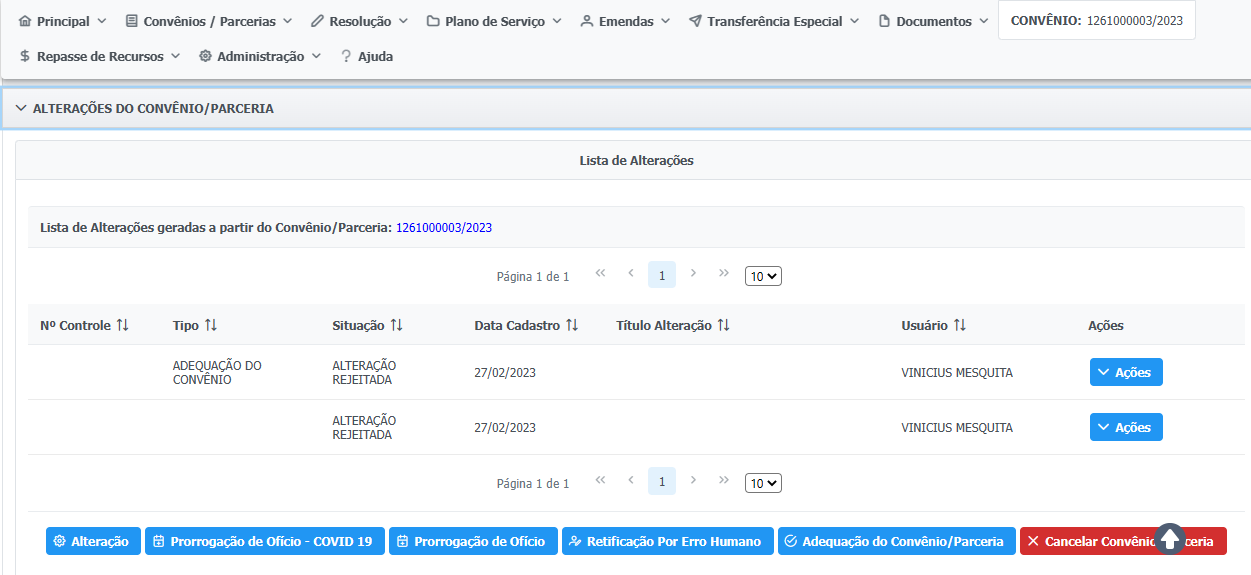 Principal
Convênios / Parcerias
Resolução
Plano de Serviço
Emendas
Transferência Especial
Documentos
CONVÊNIO: 1261000003/2023
Repasse de Recursos
Administração
Ajuda
ALTERAÇÕES DO CONVÊNIO/PARCERIA
Lista de Alterações
Lista de Alterações geradas a partir do Convênio/Parceria: 1261000003/2023
Página 1 de 1 1 10
Nº Controle Tipo Situação Data Cadastro Título Alteração Usuário Ações
ADEQUAÇÃO DO CONVÊNIO
ALTERAÇÃO REJEITADA
27/02/2023
VINICIUS MESQUITA
Ações
ALTERAÇÃO REJEITADA
27/02/2023
VINICIUS MESQUITA
Ações
Página 1 de 1 1 10
Alteração
Prorrogação de Ofício - COVID 19
Prorrogação de Ofício
Retificação Por Erro Humano
Adequação do Convênio/Parceria
Cancelar